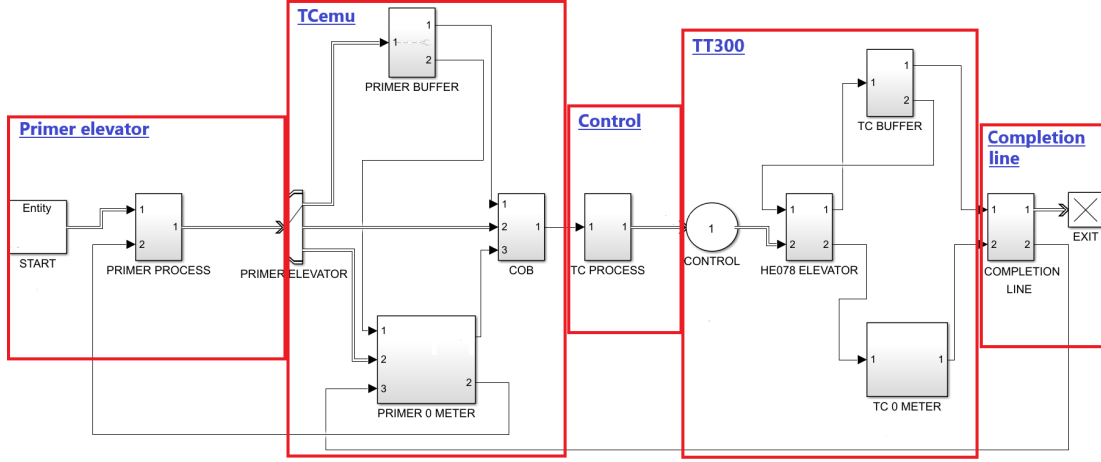 TCemu
TT300
Primer elevator
Control
Completion
line
1
1
2
PRIMER BUFFER
1
1
2
TC BUFFER
Entity
START
1
2
1
PRIMER PROCESS
PRIMER ELEVATOR
1
2
3
1
COB
1
1
TC PROCESS
1
CONTROL
1
2
1
2
HE078 ELEVATOR
1
2
1
2
COMPLETION
LINE
EXIT
1
2
3
1
2
PRIMER 0 METER
1
1
TC 0 METER